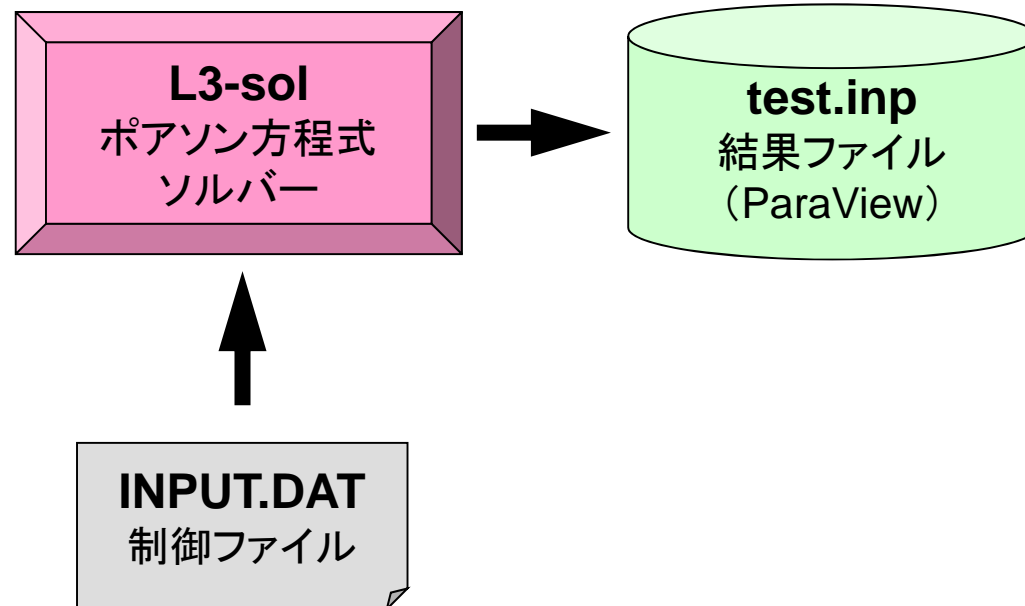 L3-sol
ポアソン方程式
ソルバー
test.inp
結果ファイル
（ParaView）
INPUT.DAT
制御ファイル